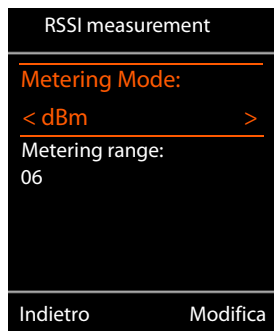 RSSI measurement
Metering Mode:
< dBm >
Metering range:
06
Indietro Modifica